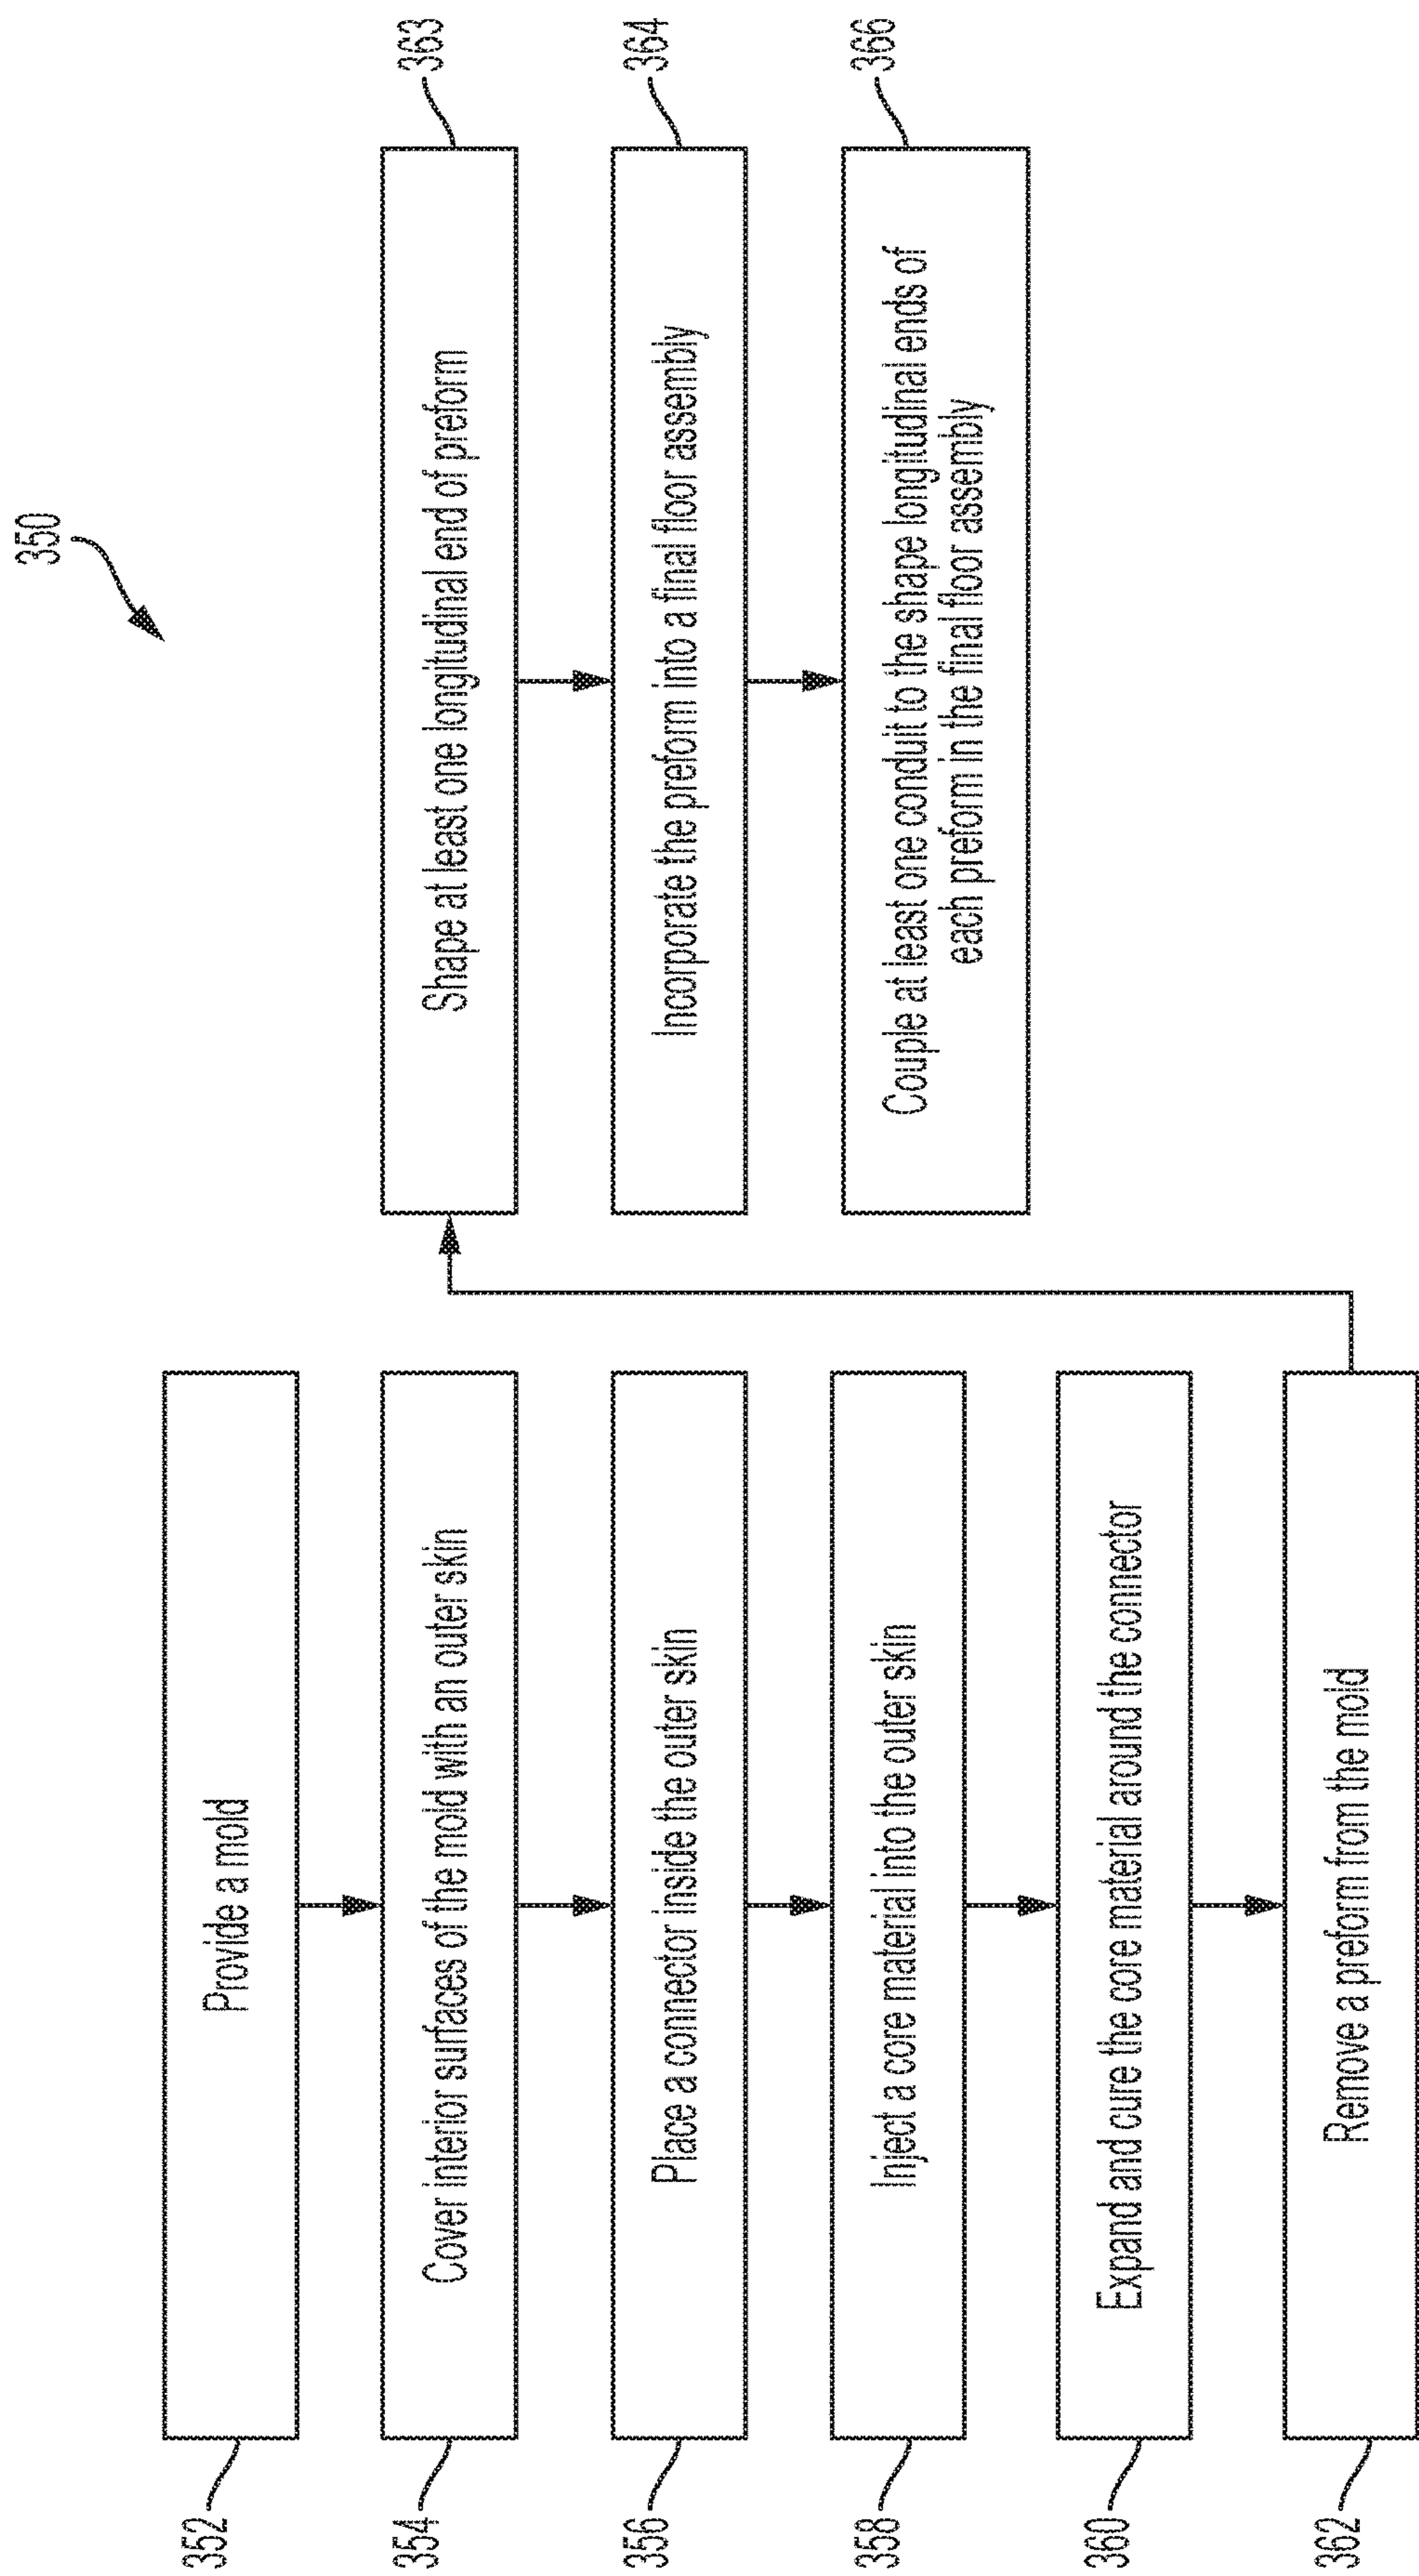 350
352
Provide a mold
354
Cover interior surfaces of the mold with an outer skin
356
Place a connector inside the outer skin
358
Inject a core material into the outer skin
360
Expand and cure the core material around the connector
362
Remove a preform from the mold
363
Shape at least one longitudinal end of preform
364
Incorporate the preform into a final floor assembly
366
Couple at least one conduit to the shape longitudinal ends of
each preform in the final floor assembly